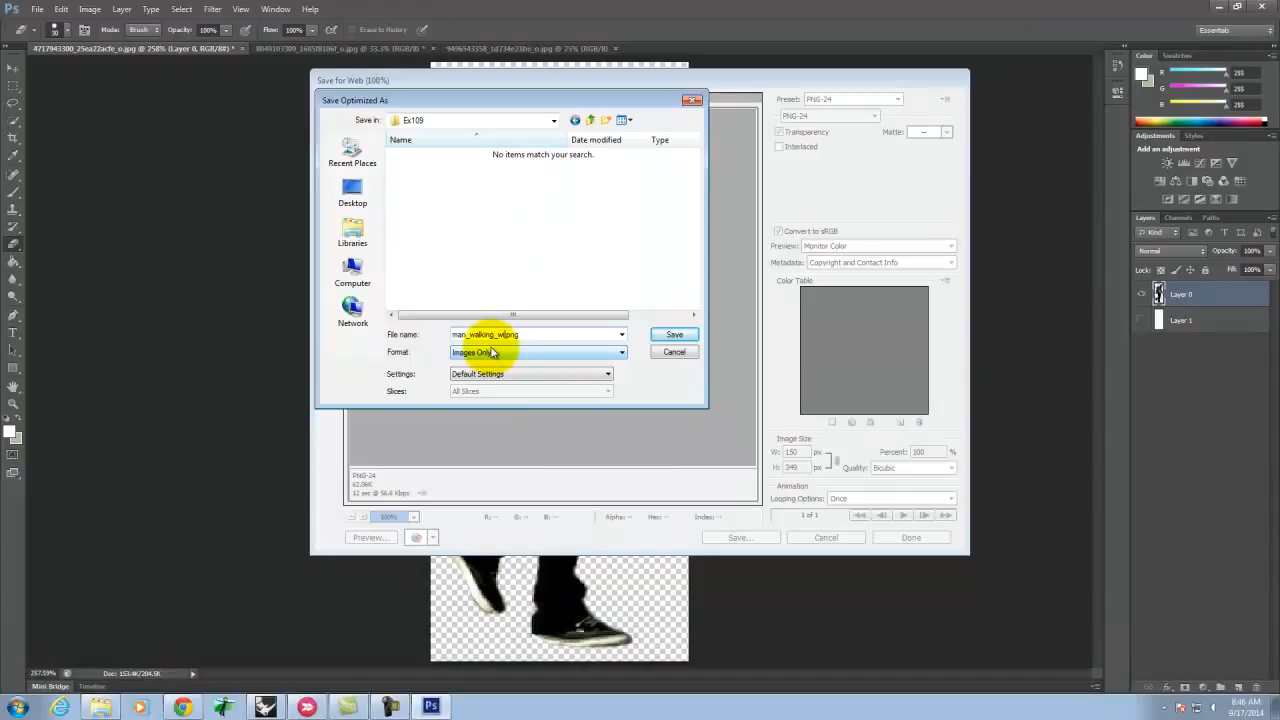 Ps File Edit Image Layer Type Select Filter View Window Help
30 Mode: Brush Opacity: 100% Flow: 100% Erase to History Essentials
4717943300_25ea22acfe_o.jpg @ 258% (Layer 0, RGB/8#) * × 8049103309_1685f8106f_o.jpg @ 33.3% (RGB/8) * × 9496543358_1d734e21be_o.jpg @ 25% (RGB/8) ×
Color Swatches
R 255
G 255
B 255
Adjustments Styles
Add an adjustment
Layers Channels Paths
Kind
Normal Opacity: 100%
Lock: Fill: 100%
Layer 0
Layer 1
Save for Web (100%)
Save Optimized As
Save in: Ex109
Name Date modified Type
No items match your search.
Recent Places
Desktop
Libraries
Computer
Network
File name: man_walking_wi.png Save
Format: Images Only Cancel
Settings: Default Settings
Slices: All Slices
Preset: PNG-24
PNG-24
Transparency Matte: --
Interlaced
Convert to sRGB
Preview: Monitor Color
Metadata: Copyright and Contact Info
Color Table
Image Size
W: 150 px Percent: 100 %
H: 349 px Quality: Bicubic
Animation
Looping Options: Once
1 of 1
PNG-24
62.06K
12 sec @ 56.6 Kbps
100% R: -- G: -- B: -- Alpha: -- Hex: -- Index: --
Preview... Save... Cancel Done
257.59% Doc: 153.4K/204.5K
Mini Bridge Timeline
Ps
8:46 AM
9/17/2014